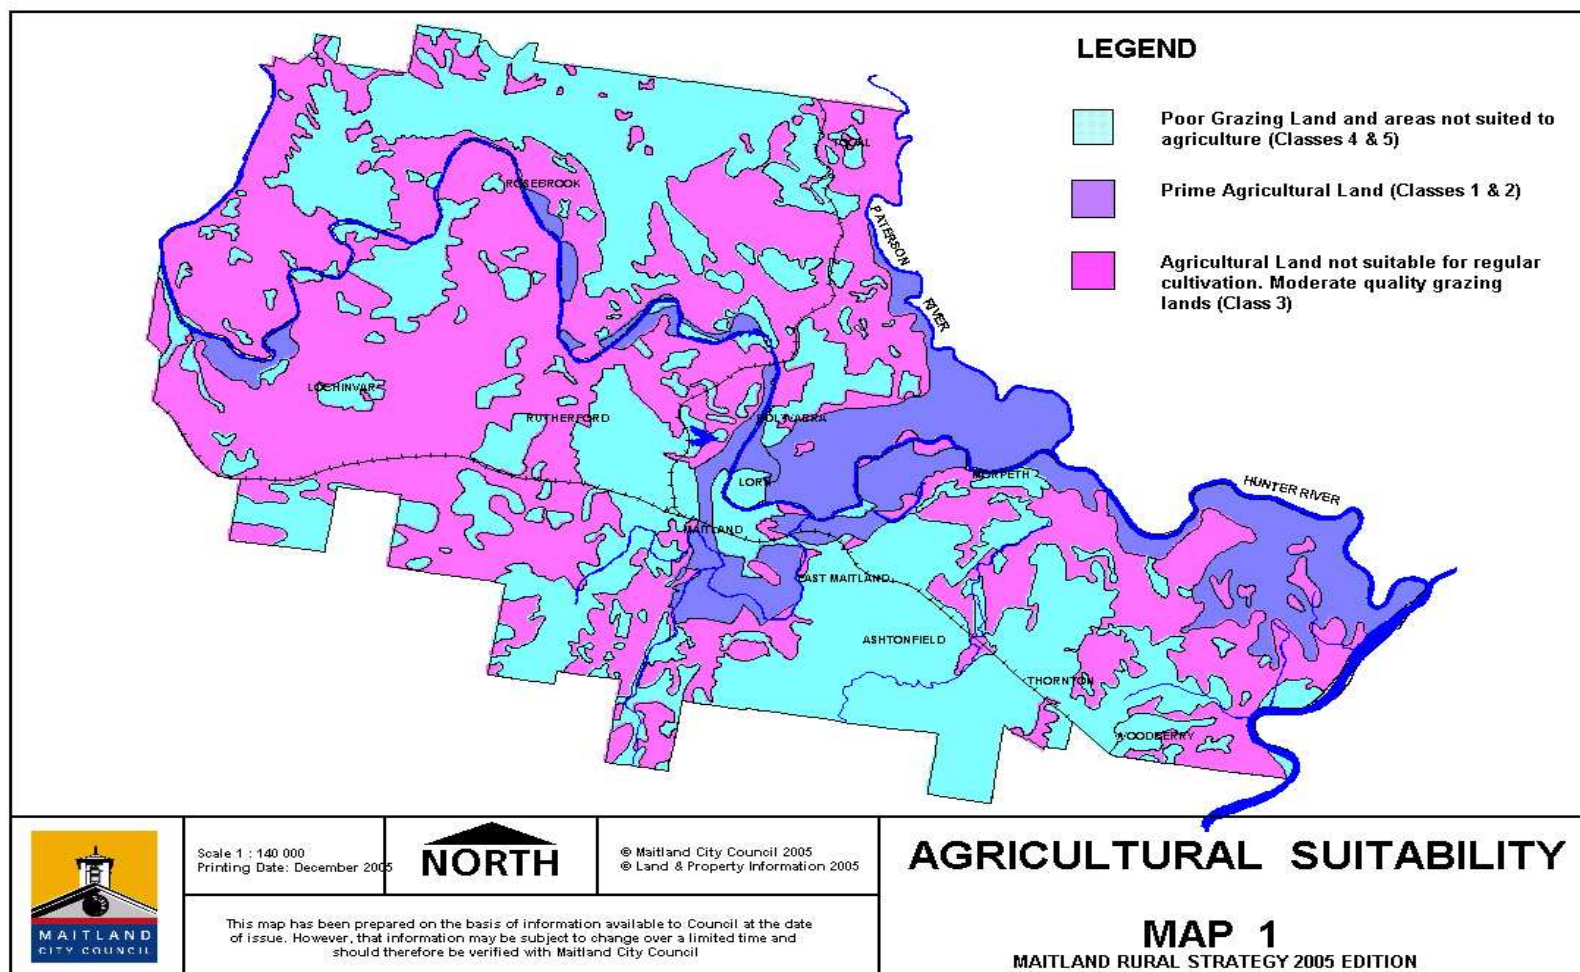 LEGEND
Poor Grazing Land and areas not suited to
agriculture (Classes 4 & 5)
Prime Agricultural Land (Classes 1 & 2)
Agricultural Land not suitable for regular
cultivation. Moderate quality grazing
lands (Class 3)
TOCAL
ROSEBROOK
PATERSON
RIVER
LOCHINVAR
RUTHERFORD
BOLWARRA
LORN
MORPETH
HUNTER RIVER
MAITLAND
EAST MAITLAND
ASHTONFIELD
THORNTON
WOODBERRY
MAITLAND
CITY COUNCIL
Scale 1 : 140 000
Printing Date: December 2005
NORTH
© Maitland City Council 2005
© Land & Property Information 2005
This map has been prepared on the basis of information available to Council at the date
of issue. However, that information may be subject to change over a limited time and
should therefore be verified with Maitland City Council
AGRICULTURAL SUITABILITY
MAP 1
MAITLAND RURAL STRATEGY 2005 EDITION